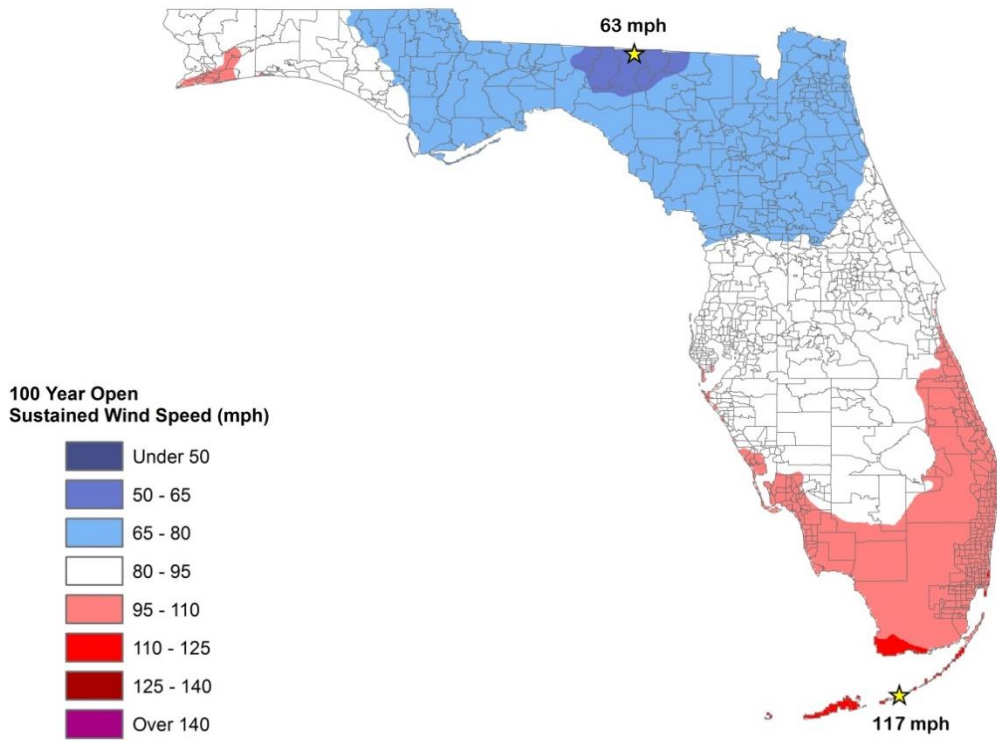 63 mph
100 Year Open
Sustained Wind Speed (mph)
Under 50
50 - 65
65 - 80
80 - 95
95 - 110
110 - 125
125 - 140
Over 140
117 mph